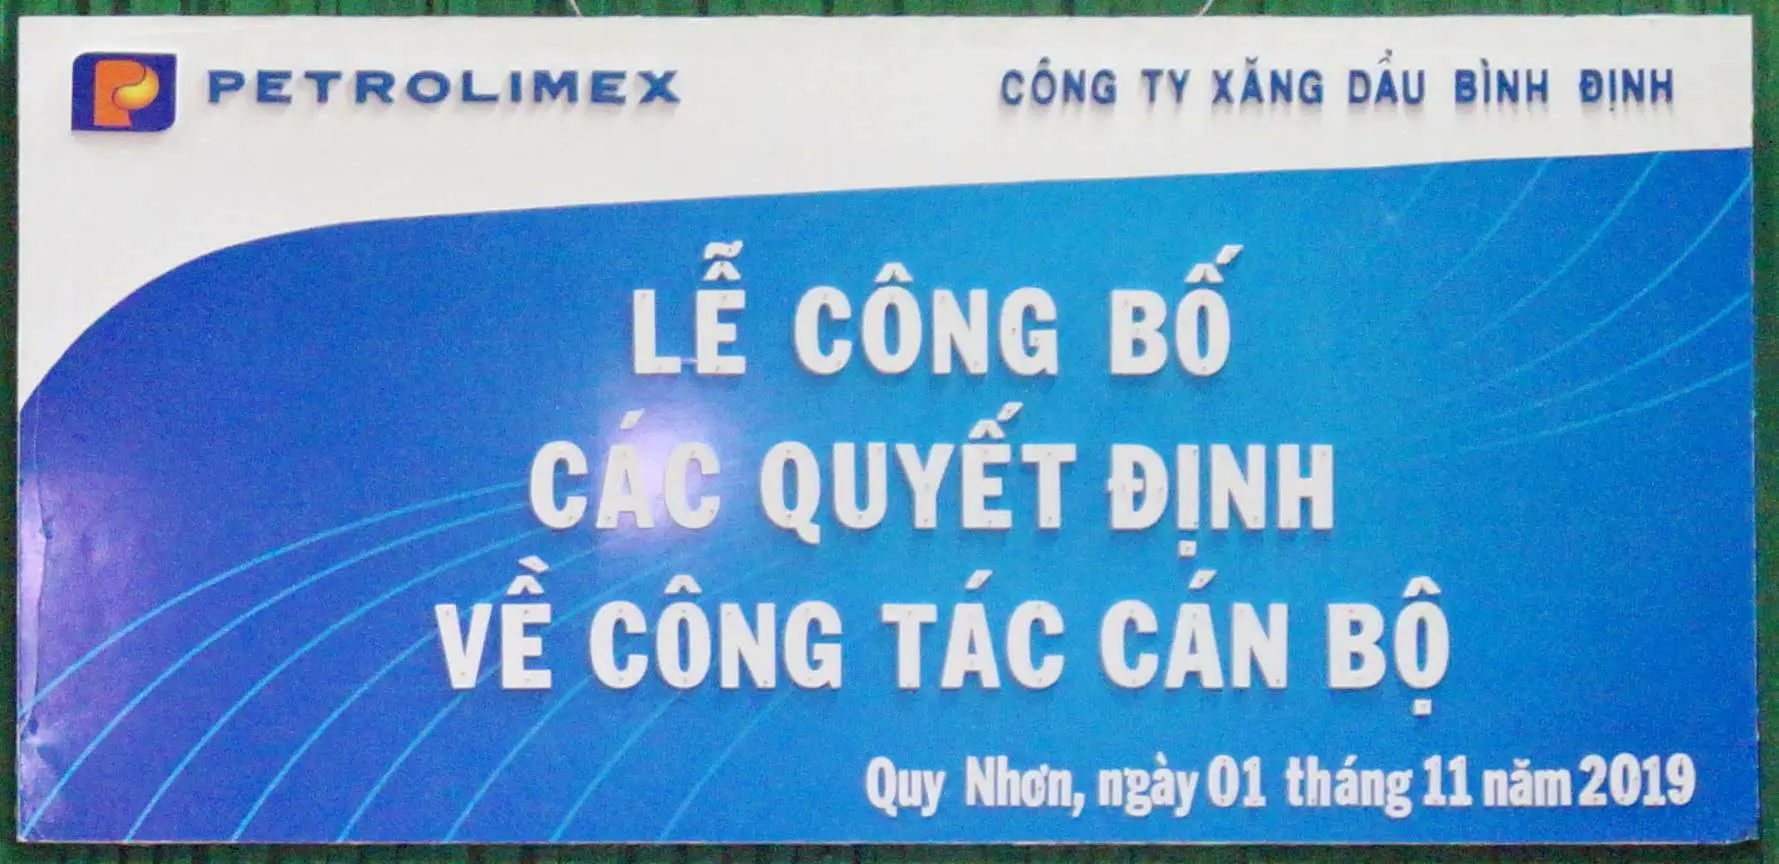 PETROLIMEX
CÔNG TY XĂNG DẦU BÌNH ĐỊNH
LỄ CÔNG BỐ
CÁC QUYẾT ĐỊNH
VỀ CÔNG TÁC CÁN BỘ
Quy Nhơn, ngày 01 tháng 11 năm 2019